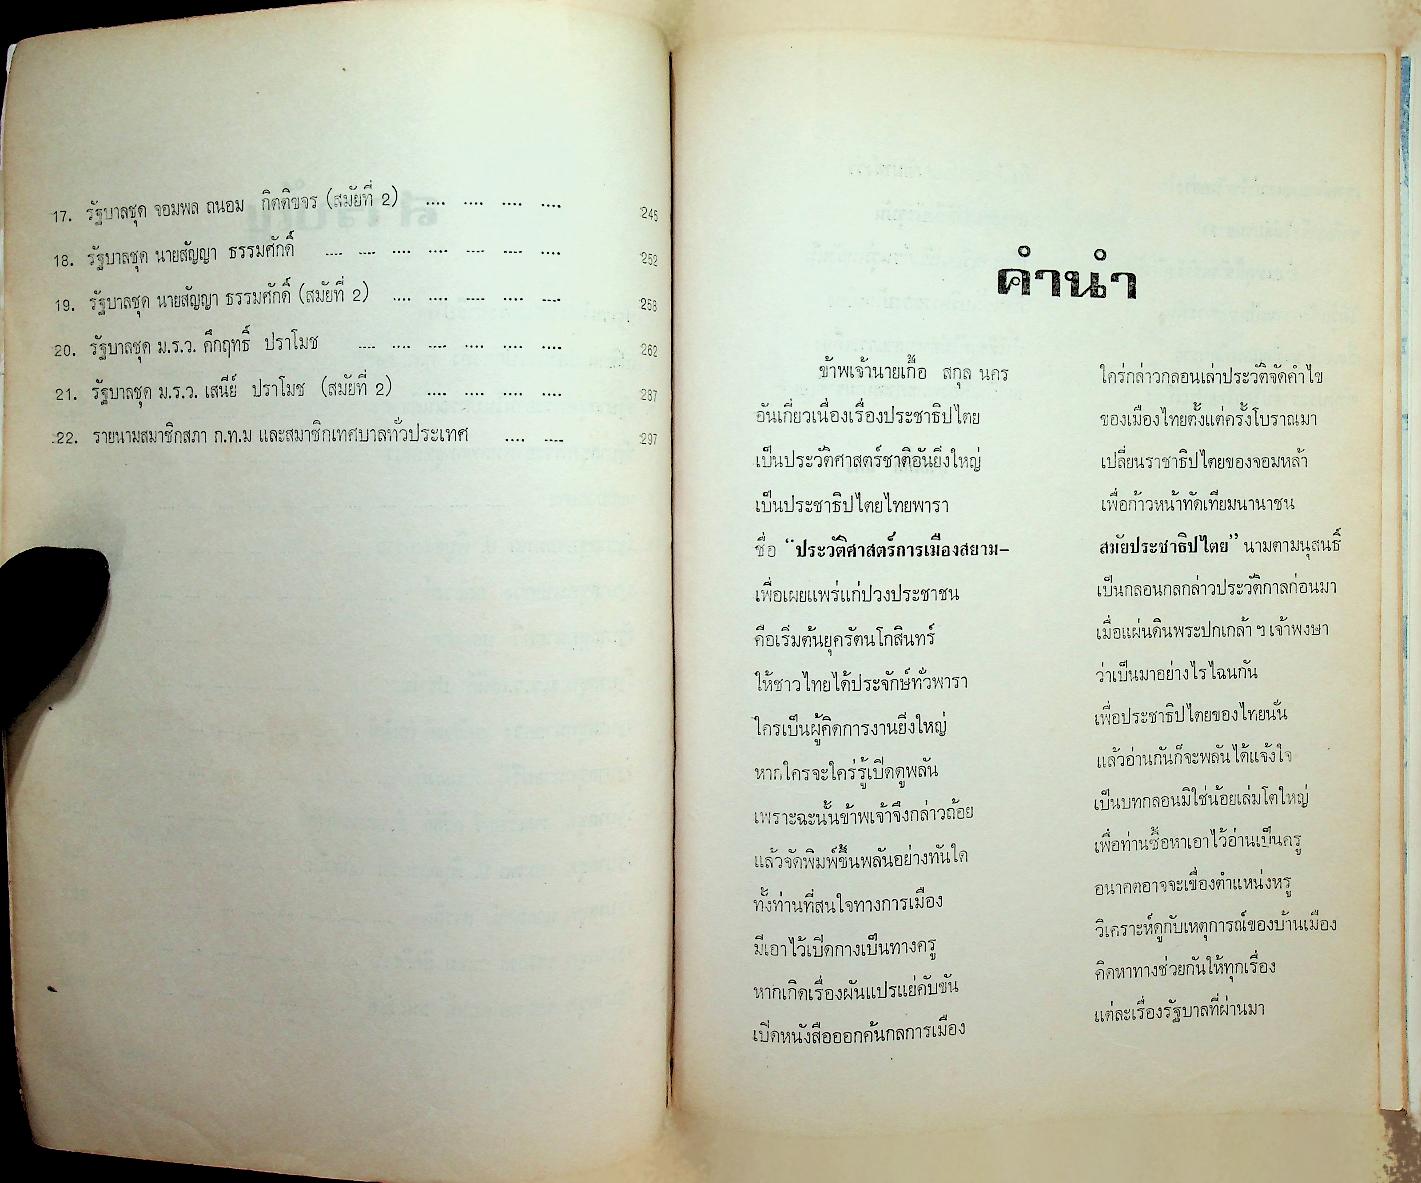 17. รัฐบาลชุด จอมพล ถนอม กิตติขจร (สมัยที่ 2) .... .... .... .... 246
18. รัฐบาลชุด นายสัญญา ธรรมศักดิ์ .... .... .... .... .... .... .... 252
19. รัฐบาลชุด นายสัญญา ธรรมศักดิ์ (สมัยที่ 2) .... .... .... .... .... 258
20. รัฐบาลชุด ม.ร.ว. คึกฤทธิ์ ปราโมช .... .... .... .... .... .... 262
21. รัฐบาลชุด ม.ร.ว. เสนีย์ ปราโมช (สมัยที่ 2) .... .... .... .... 287
22. รายนามสมาชิกสภา ก.ท.ม และสมาชิกเทศบาลทั่วประเทศ .... .... 297
คำนำ
ข้าพเจ้านายเกื้อ สกุล นคร ใคร่กล่าวกลอนเล่าประวัติจัดคำไข
อันเกี่ยวเนื่องเรื่องประชาธิปไตย ของเมืองไทยตั้งแต่ครั้งโบราณมา
เป็นประวัติศาสตร์ชาติอันยิ่งใหญ่ เปลี่ยนราชาธิปไตยของจอมหล้า
เป็นประชาธิปไตยไทยพารา เพื่อก้าวหน้าทัดเทียมนานาชน
ชื่อ "ประวัติศาสตร์การเมืองสยาม– สมัยประชาธิปไตย" นามตามนุสนธิ์
เพื่อเผยแพร่แก่ปวงประชาชน เป็นกลอนกลกล่าวประวัติกาลก่อนมา
คือเริ่มต้นยุครัตนโกสินทร์ เมื่อแผ่นดินพระปกเกล้า ฯ เจ้าพงษา
ให้ชาวไทยได้ประจักษ์ทั่วพารา ว่าเป็นมาอย่างไรไฉนกัน
ใครเป็นผู้คิดการงานยิ่งใหญ่ เพื่อประชาธิปไตยของไทยนั่น
หากใครจะใคร่รู้เปิดดูพลัน แล้วอ่านกันก็จะพลันได้แจ้งใจ
เพราะฉะนั้นข้าพเจ้าจึงกล่าวถ้อย เป็นบทกลอนมิใช่น้อยเล่มโตใหญ่
แล้วจัดพิมพ์ขึ้นพลันอย่างทันใด เพื่อท่านซื้อหาเอาไว้อ่านเป็นครู
ทั้งท่านที่สนใจทางการเมือง อนาคตอาจจะเขื่องตำแหน่งหรู
มีเอาไว้เปิดกางเป็นทางครู วิเคราะห์ดูกับเหตุการณ์ของบ้านเมือง
หากเกิดเรื่องผันแปรแย่คับขัน คิดหาทางช่วยกันให้ทุกเรื่อง
เปิดหนังสือออกค้นกลการเมือง แต่ละเรื่องรัฐบาลที่ผ่านมา